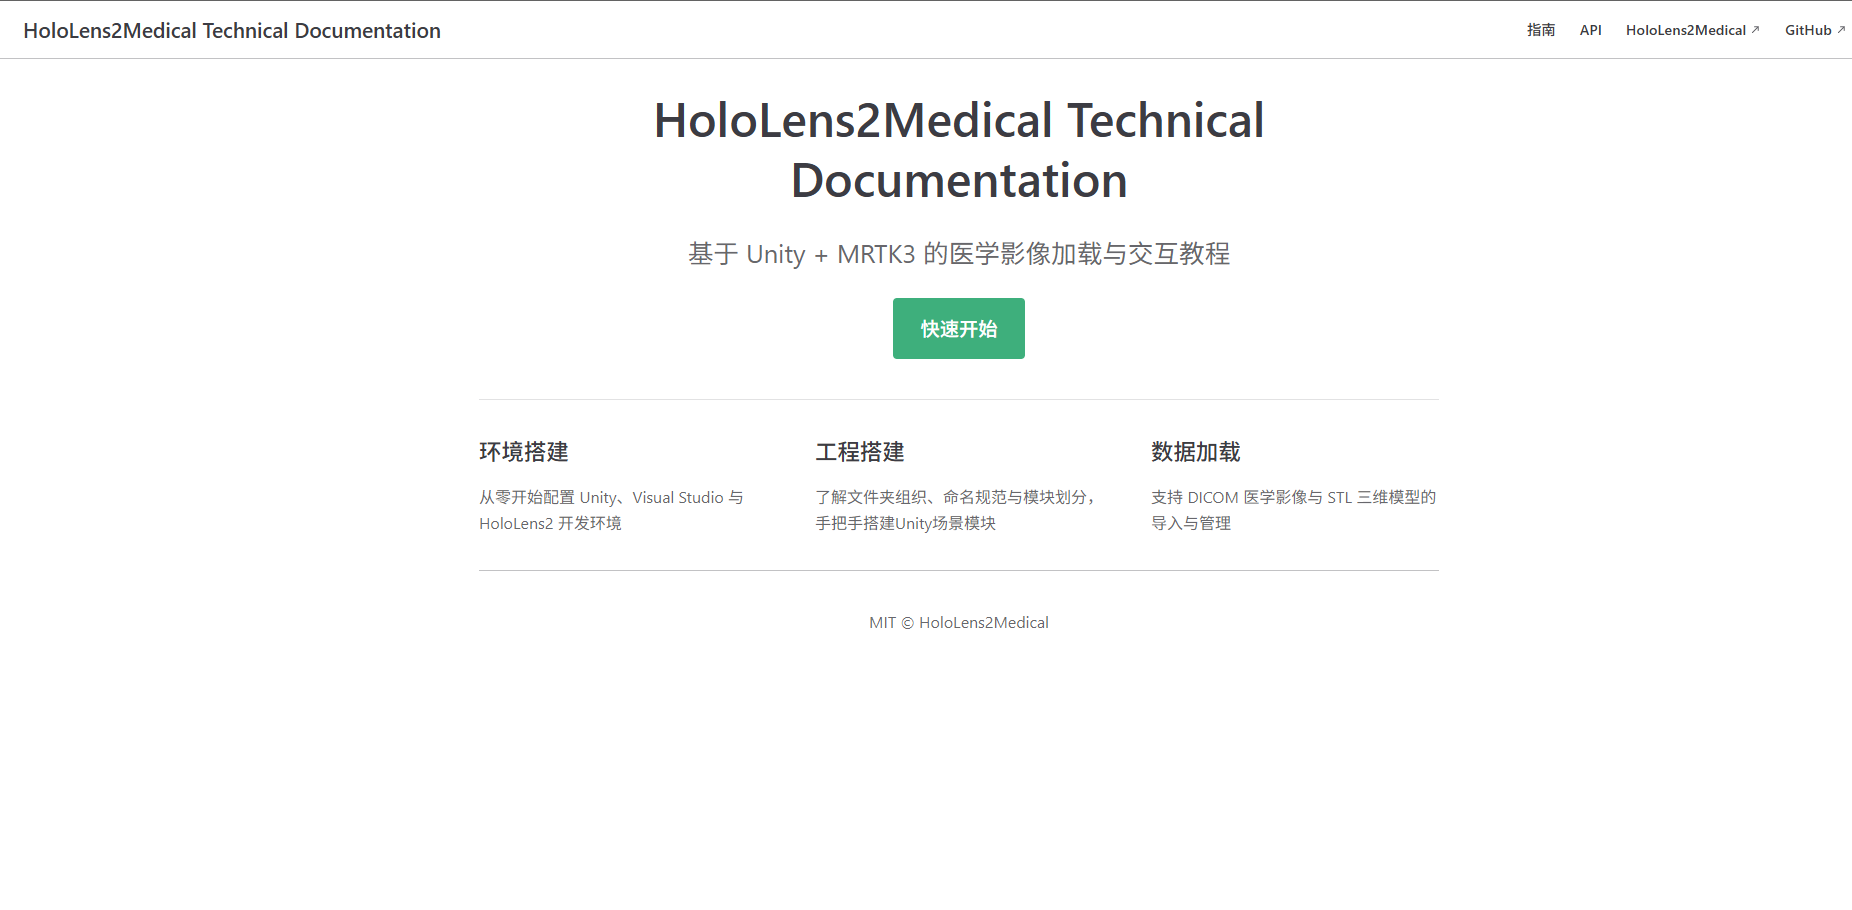 HoloLens2Medical Technical Documentation
指南 API HoloLens2Medical ↗ GitHub ↗
HoloLens2Medical Technical
Documentation
基于 Unity + MRTK3 的医学影像加载与交互教程
快速开始
环境搭建
从零开始配置 Unity、Visual Studio 与
HoloLens2 开发环境
工程搭建
了解文件夹组织、命名规范与模块划分，
手把手搭建Unity场景模块
数据加载
支持 DICOM 医学影像与 STL 三维模型的
导入与管理
MIT © HoloLens2Medical